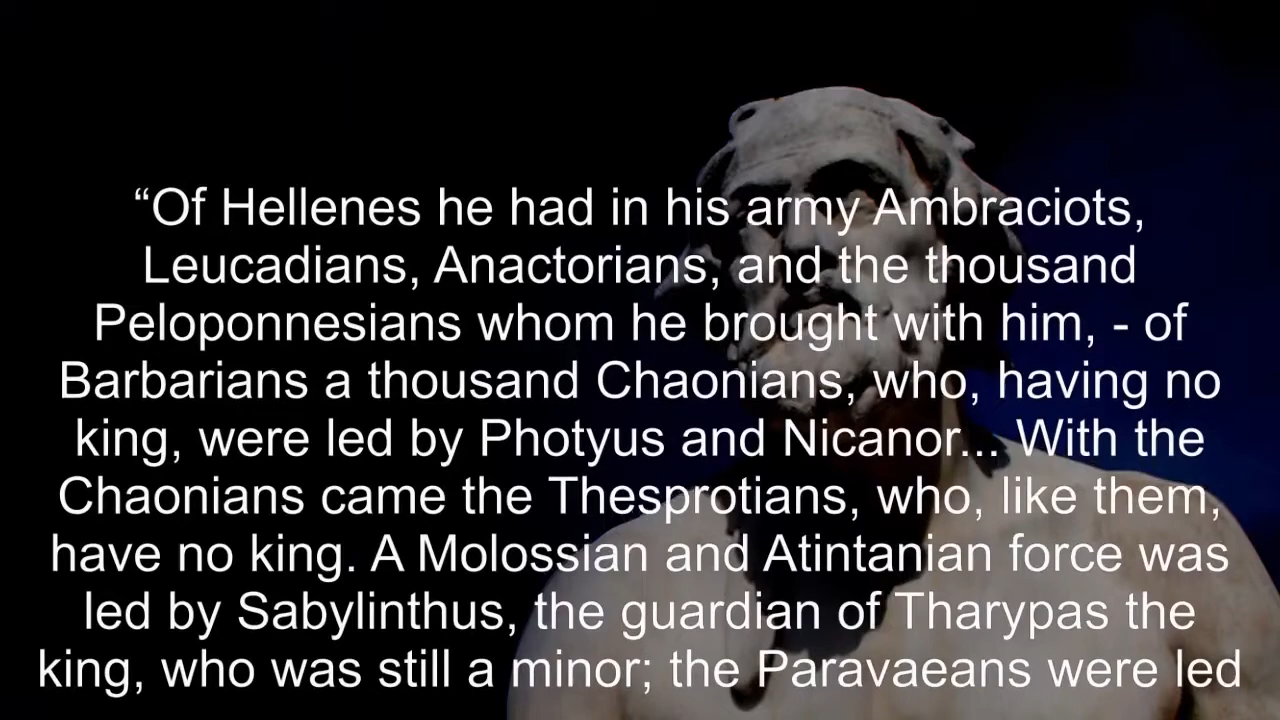 “Of Hellenes he had in his army Ambraciots,
Leucadians, Anactorians, and the thousand
Peloponnesians whom he brought with him, - of
Barbarians a thousand Chaonians, who, having no
king, were led by Photyus and Nicanor... With the
Chaonians came the Thesprotians, who, like them,
have no king. A Molossian and Atintanian force was
led by Sabylinthus, the guardian of Tharypas the
king, who was still a minor; the Paravaeans were led